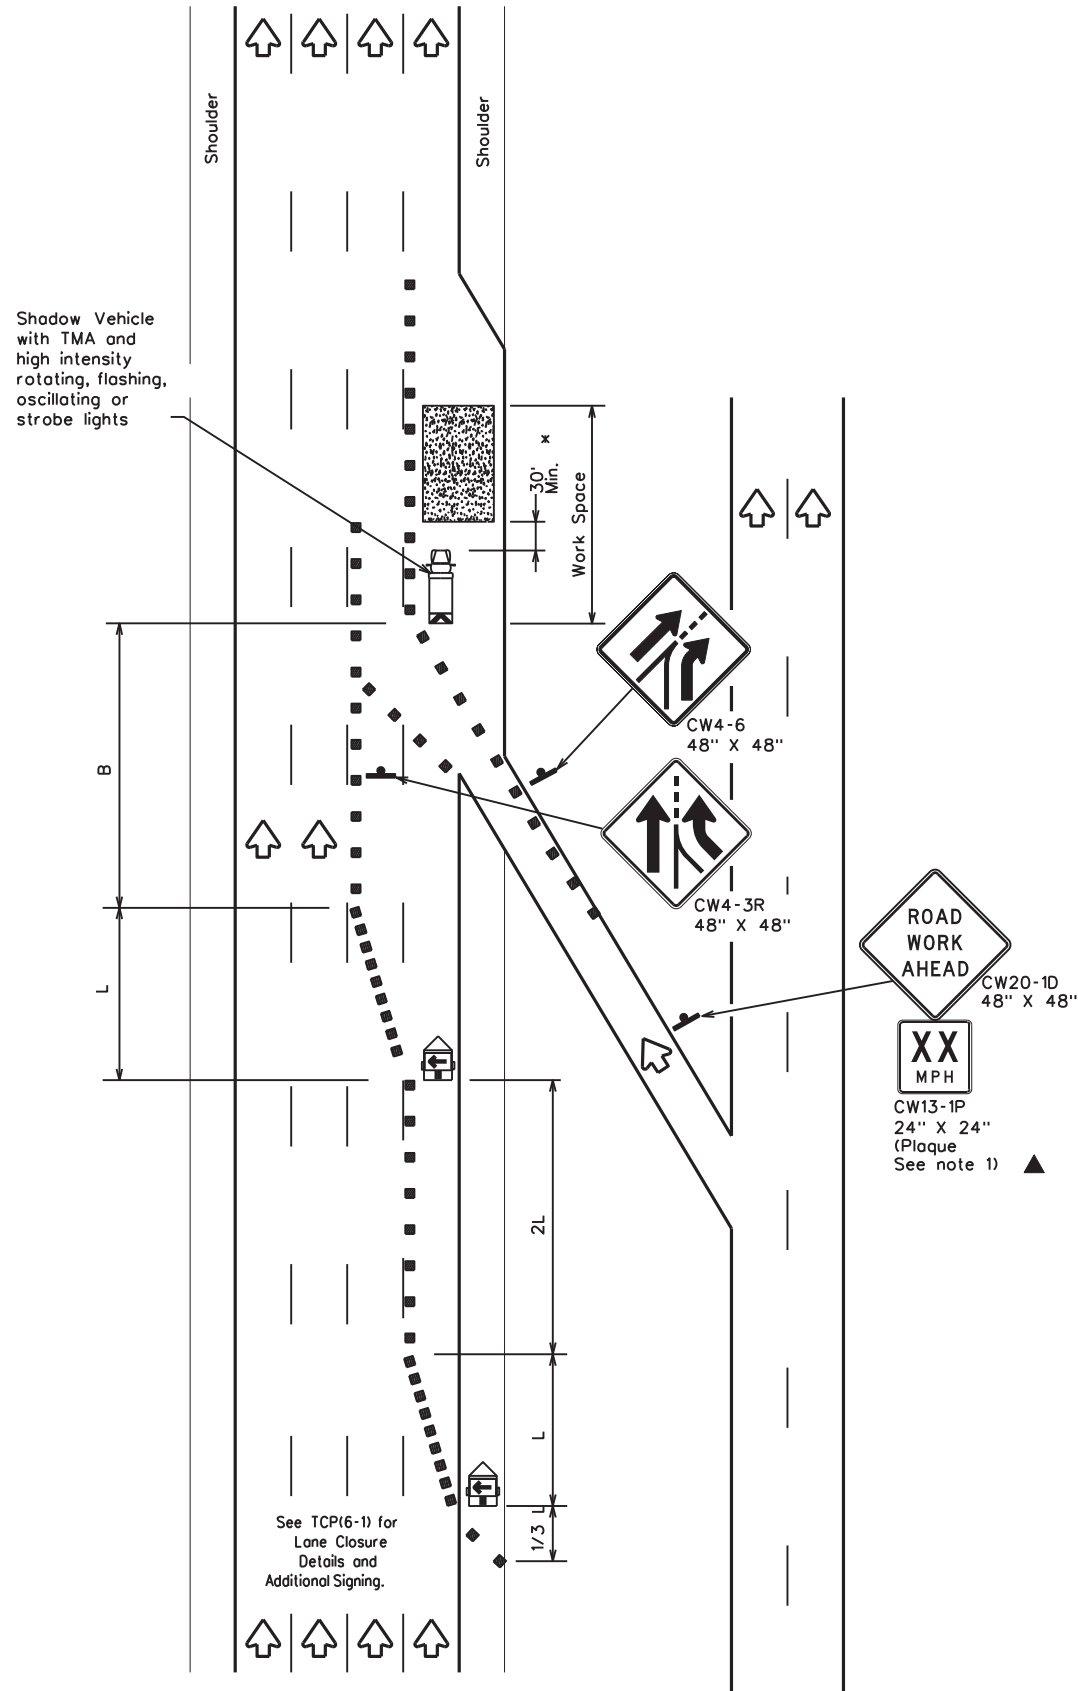 Shoulder
Shoulder
Shadow Vehicle
with TMA and
high intensity
rotating, flashing,
oscillating or
strobe lights
30'
Min.
*
Work Space
CW4-6
48" X 48"
B
CW4-3R
48" X 48"
ROAD
WORK
AHEAD
CW20-1D
48" X 48"
L
XX
MPH
CW13-1P
24" X 24"
(Plaque
See note 1)
2L
L
1/3 L
See TCP(6-1) for
Lane Closure
Details and
Additional Signing.